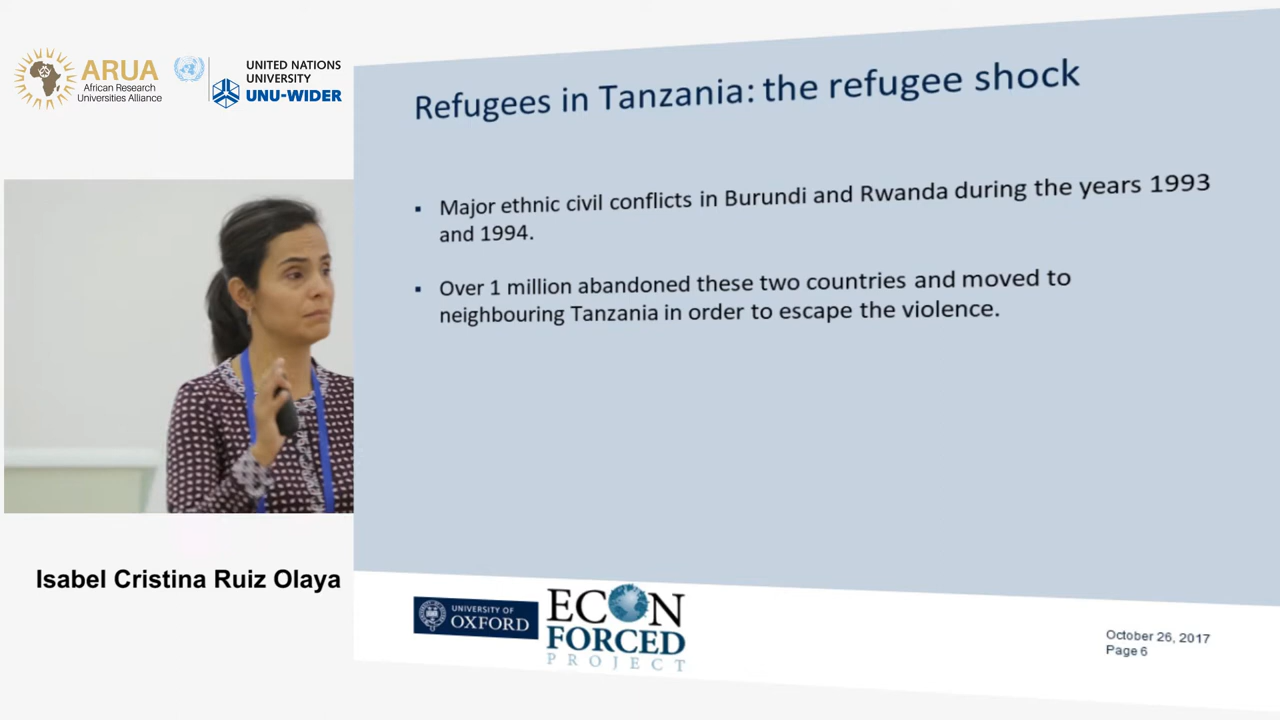 ARUA
African Research
Universities Alliance
UNITED NATIONS
UNIVERSITY
UNU-WIDER
Refugees in Tanzania: the refugee shock
Major ethnic civil conflicts in Burundi and Rwanda during the years 1993
and 1994.
Over 1 million abandoned these two countries and moved to
neighbouring Tanzania in order to escape the violence.
Isabel Cristina Ruiz Olaya
UNIVERSITY OF
OXFORD
ECON
FORCED
PROJECT
October 26, 2017
Page 6